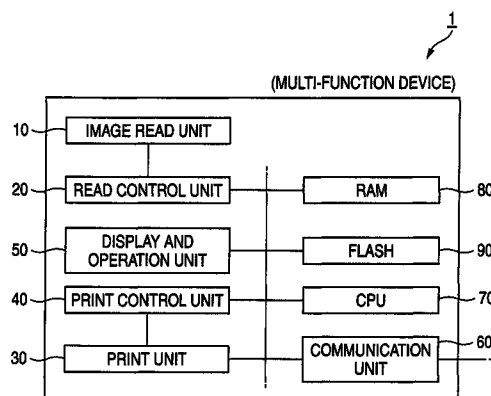 1
(MULTI-FUNCTION DEVICE)
10
IMAGE READ UNIT
20
READ CONTROL UNIT
RAM
80
50
DISPLAY AND
OPERATION UNIT
FLASH
90
40
PRINT CONTROL UNIT
CPU
70
30
PRINT UNIT
COMMUNICATION
UNIT
60